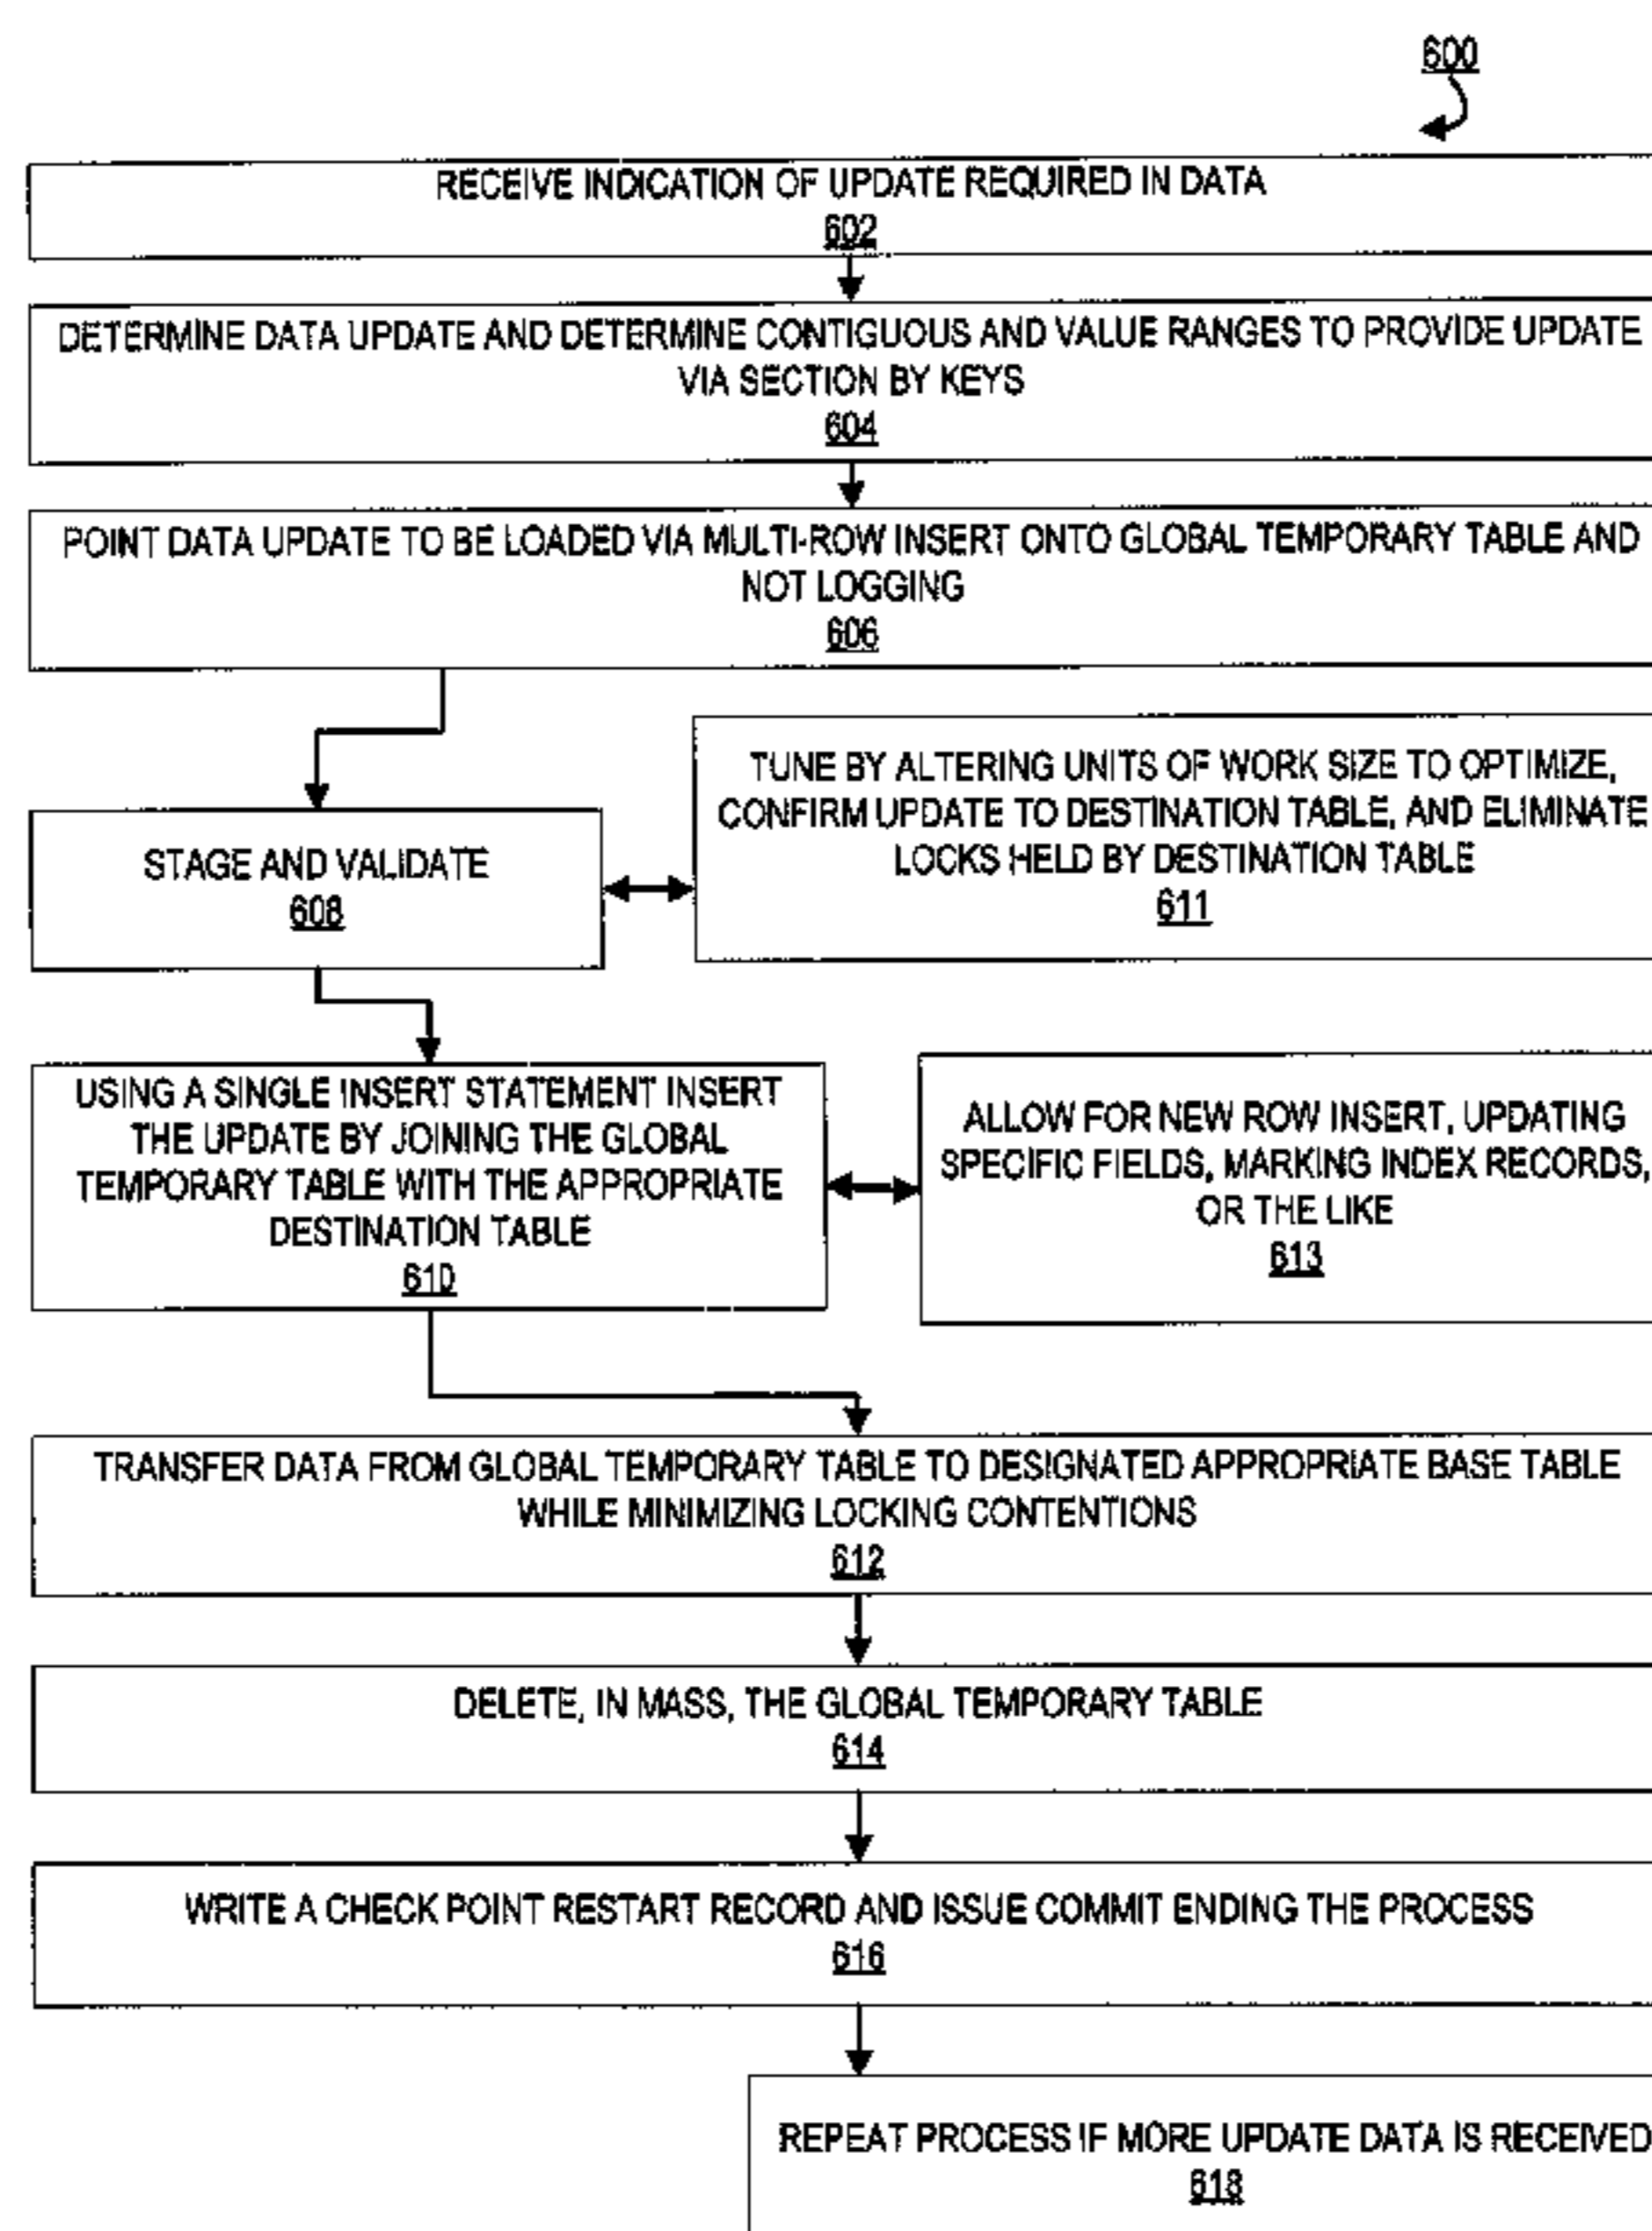 600
RECEIVE INDICATION OF UPDATE REQUIRED IN DATA
602
DETERMINE DATA UPDATE AND DETERMINE CONTIGUOUS AND VALUE RANGES TO PROVIDE UPDATE
VIA SECTION BY KEYS
604
POINT DATA UPDATE TO BE LOADED VIA MULTI-ROW INSERT ONTO GLOBAL TEMPORARY TABLE AND
NOT LOGGING
606
STAGE AND VALIDATE
608
TUNE BY ALTERING UNITS OF WORK SIZE TO OPTIMIZE,
CONFIRM UPDATE TO DESTINATION TABLE, AND ELIMINATE
LOCKS HELD BY DESTINATION TABLE
611
USING A SINGLE INSERT STATEMENT INSERT
THE UPDATE BY JOINING THE GLOBAL
TEMPORARY TABLE WITH THE APPROPRIATE
DESTINATION TABLE
610
ALLOW FOR NEW ROW INSERT, UPDATING
SPECIFIC FIELDS, MARKING INDEX RECORDS,
OR THE LIKE
613
TRANSFER DATA FROM GLOBAL TEMPORARY TABLE TO DESIGNATED APPROPRIATE BASE TABLE
WHILE MINIMIZING LOCKING CONTENTIONS
612
DELETE, IN MASS, THE GLOBAL TEMPORARY TABLE
614
WRITE A CHECK POINT RESTART RECORD AND ISSUE COMMIT ENDING THE PROCESS
616
REPEAT PROCESS IF MORE UPDATE DATA IS RECEIVED
618